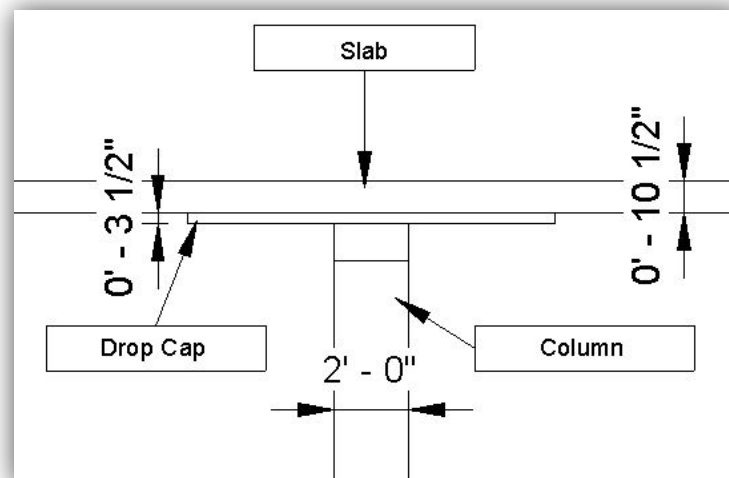 Slab
0' - 3 1/2"
0' - 10 1/2"
Drop Cap
Column
2' - 0"